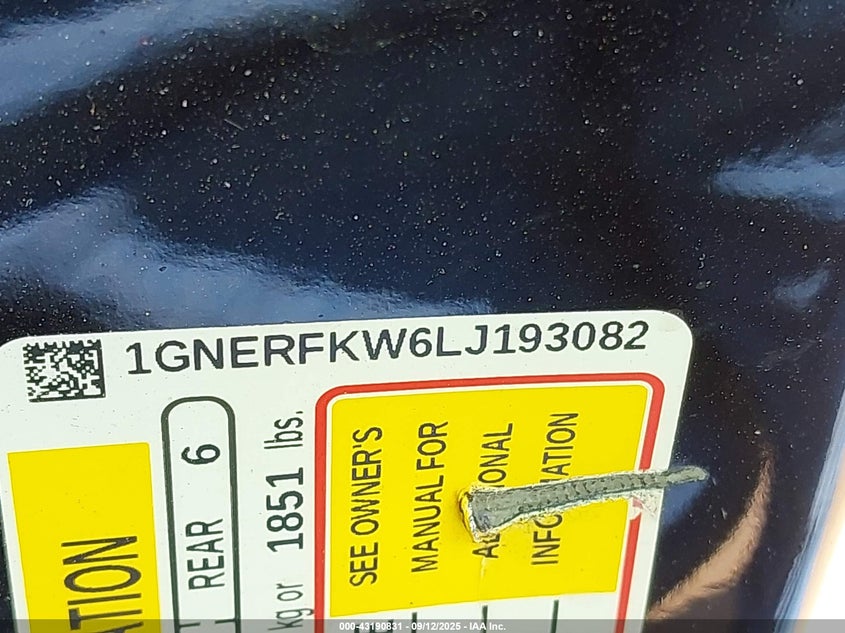 1GNERFKW6LJ193082
ATION
REAR 6
kg or 1851 lbs.
SEE OWNER'S
MANUAL FOR
000-43190831 - 09/12/2025 - IAA Inc.